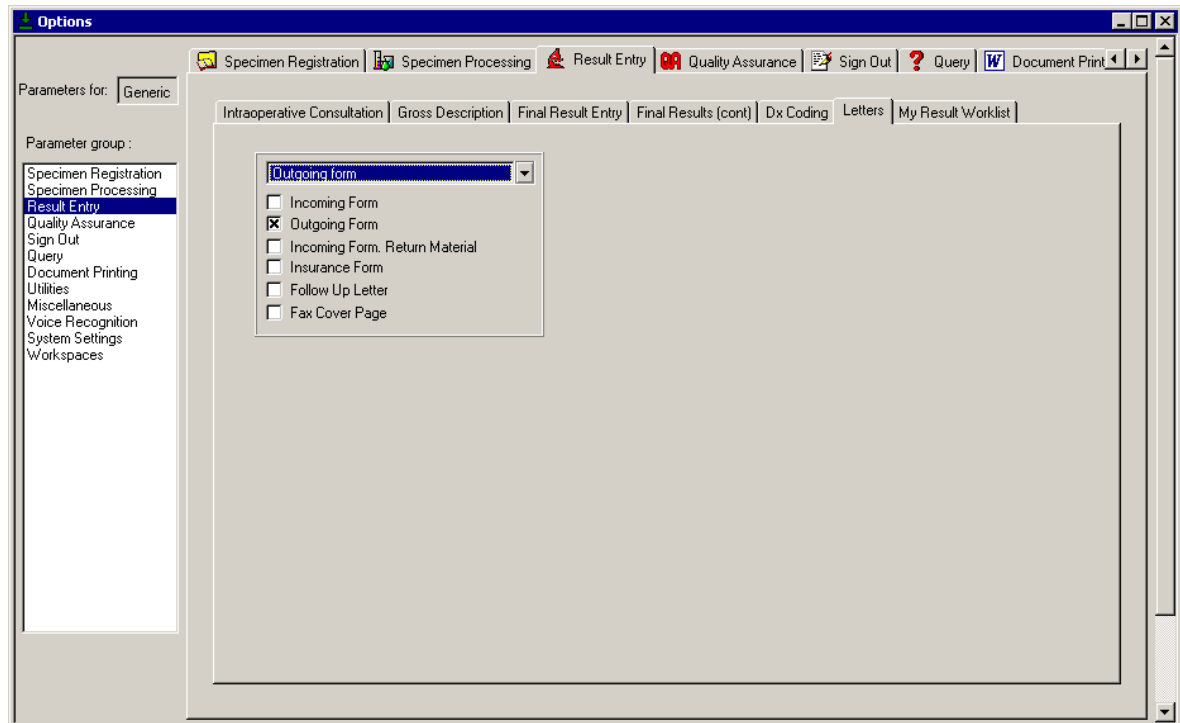 Options
Specimen Registration Specimen Processing Result Entry QA Quality Assurance Sign Out ? Query W Document Print
Parameters for: Generic
Intraoperative Consultation Gross Description Final Result Entry Final Results (cont) Dx Coding Letters My Result Worklist
Parameter group :
Specimen Registration
Specimen Processing
Result Entry
Quality Assurance
Sign Out
Query
Document Printing
Utilities
Miscellaneous
Voice Recognition
System Settings
Workspaces
Outgoing form
Incoming Form
Outgoing Form
Incoming Form. Return Material
Insurance Form
Follow Up Letter
Fax Cover Page